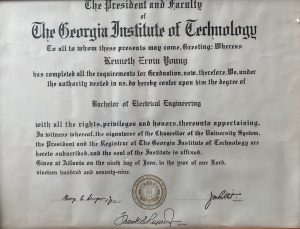 The President and Faculty
of
The Georgia Institute of Technology
To all to whom these presents may come, Greeting: Whereas
Kenneth Ervin Young
has completed all the requirements for Graduation, now, therefore, We, under
the authority vested in us, do hereby confer upon him the degree of
Bachelor of Electrical Engineering
with all the rights, privileges and honors, thereunto appertaining.
In witness whereof, the signatures of the Chancellor of the University System,
the President and the Registrar of The Georgia Institute of Technology are
hereto subscribed, and the seal of the Institute is affixed.
Given at Atlanta on the ninth day of June, in the year of our Lord,
nineteen hundred and seventy-nine.